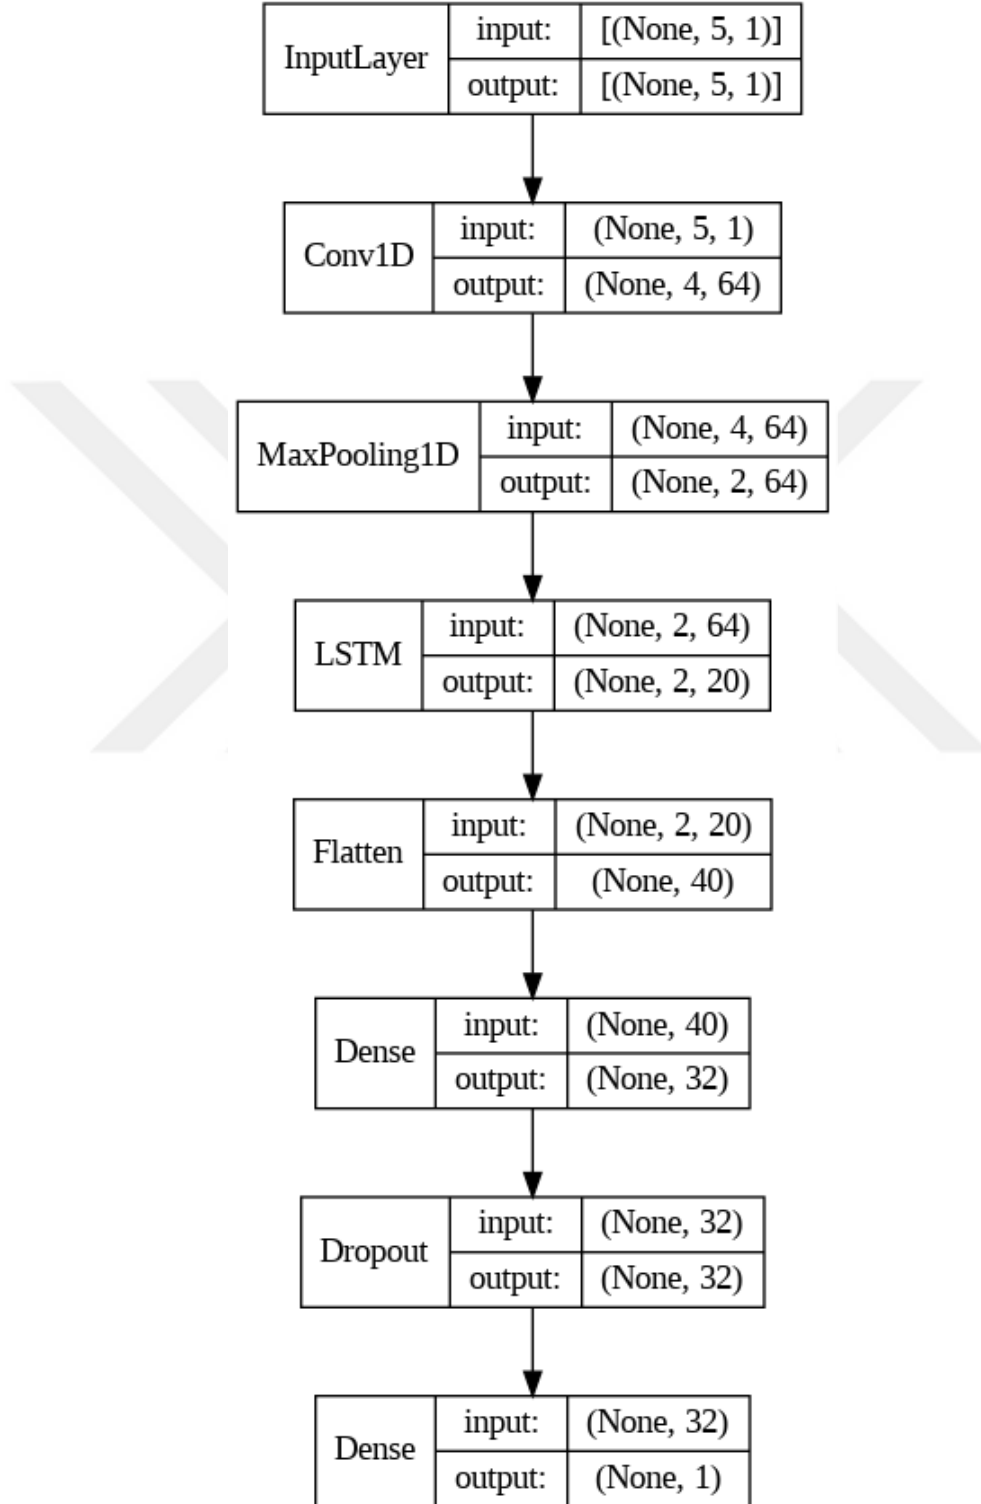 InputLayer
input: [(None, 5, 1)]
output: [(None, 5, 1)]
Conv1D
input: (None, 5, 1)
output: (None, 4, 64)
MaxPooling1D
input: (None, 4, 64)
output: (None, 2, 64)
LSTM
input: (None, 2, 64)
output: (None, 2, 20)
Flatten
input: (None, 2, 20)
output: (None, 40)
Dense
input: (None, 40)
output: (None, 32)
Dropout
input: (None, 32)
output: (None, 32)
Dense
input: (None, 32)
output: (None, 1)